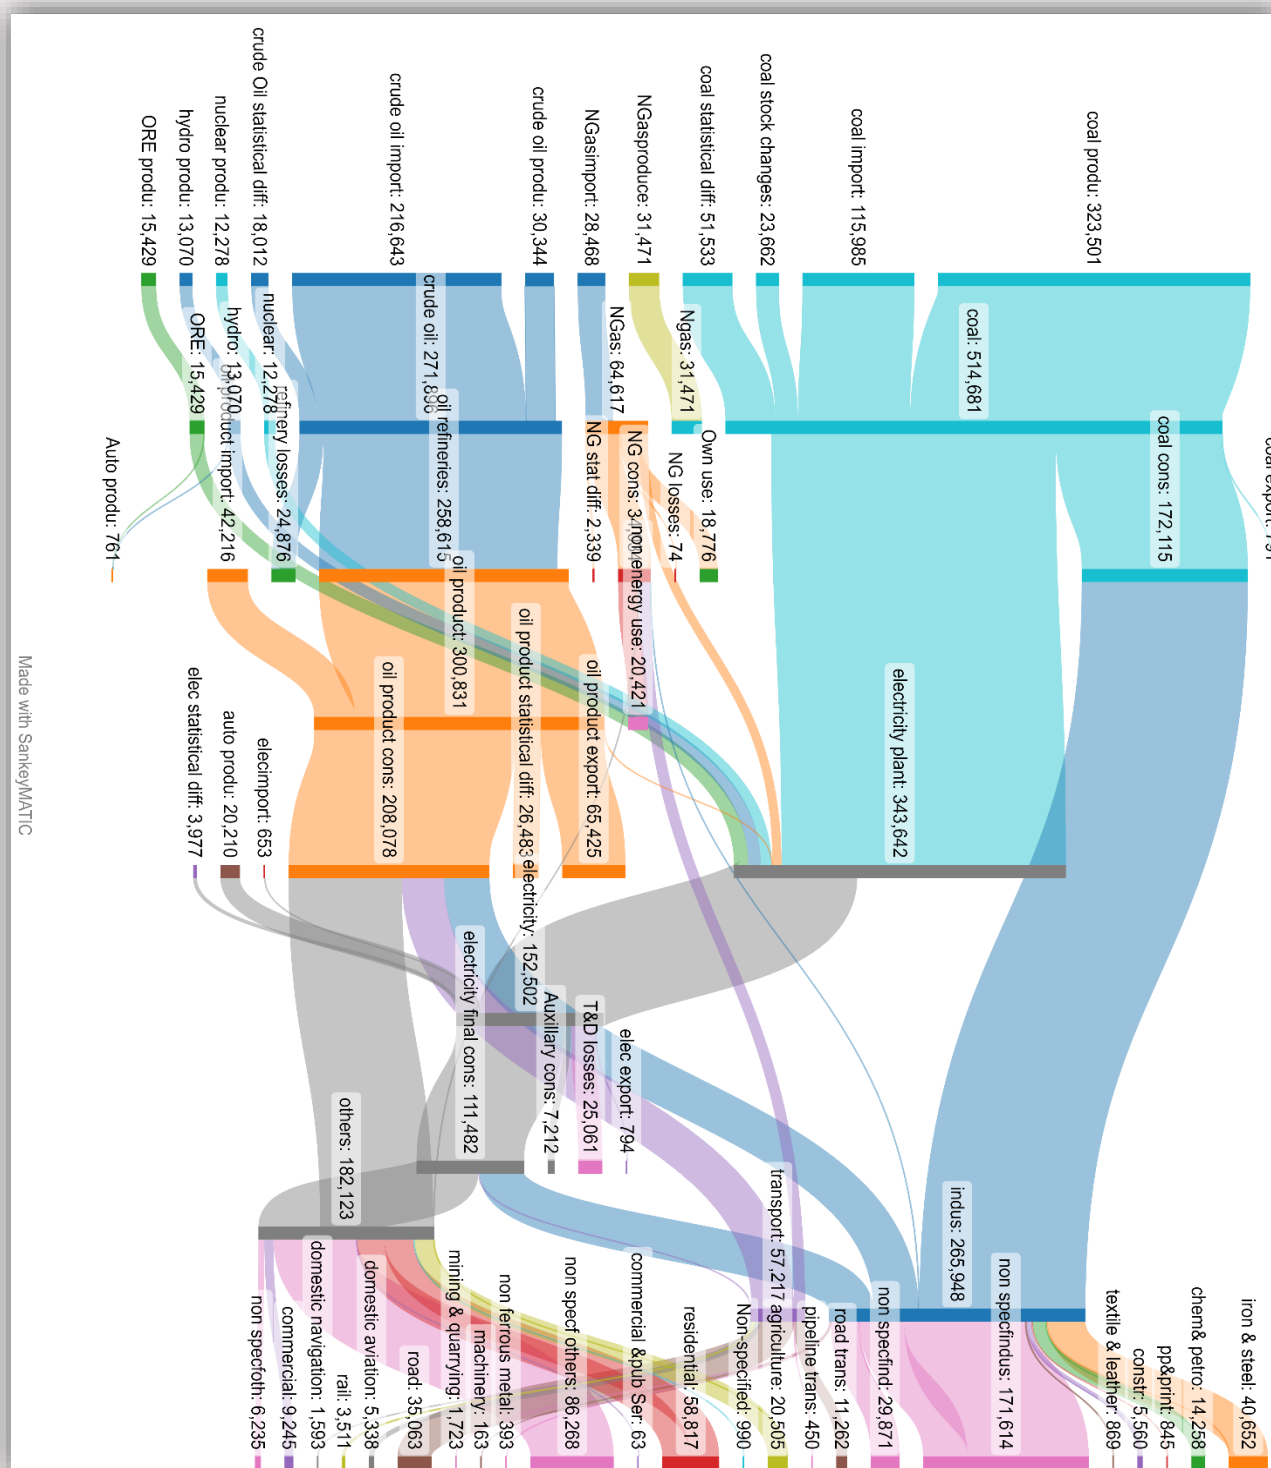 coal produ: 323,501
coal import: 115,985
coal stock changes: 23,662
coal statistical diff: 51,533
NGasproduce: 31,471
NGasimport: 28,468
crude oil produ: 30,344
crude oil import: 216,643
crude Oil statistical diff: 18,012
nuclear produ: 12,278
hydro produ: 13,070
ORE produ: 15,429
coal: 514,681
Ngas: 31,471
NGas: 64,617
crude oil: 271,896
nuclear: 12,278
hydro: 13,070
ORE: 15,429
coal cons: 172,115
Own use: 18,776
NG losses: 74
NG cons:
NG stat diff: 2,339
oil refineries: 258,615
refinery losses: 24,876
oil product import: 42,216
Auto produ: 761
non energy use: 20,421
oil product: 300,831
electricity plant: 343,642
oil product export: 65,425
oil product statistical diff: 26,483
oil product cons: 208,078
elecimport: 653
auto produ: 20,210
elec statistical diff: 3,977
electricity: 152,502
elec export: 794
T&D losses: 25,061
Auxillary cons: 7,212
electricity final cons: 111,482
others: 182,123
indus: 265,948
transport: 57,217
iron & steel: 40,652
chem& petro: 14,258
pp&print: 845
constr: 5,560
textile & leather: 869
non specfindus: 171,614
non specfind: 29,871
road trans: 11,262
pipeline trans: 450
agriculture: 20,505
Non-specified: 990
residential: 58,817
commercial &pub Ser: 63
non specf others: 86,268
non ferrous metal: 393
machinery: 163
mining & quarrying: 1,723
road: 35,063
domestic aviation: 5,338
rail: 3,511
domestic navigation: 1,593
commercial: 9,245
non specfoth: 6,235
Made with SankeyMATIC